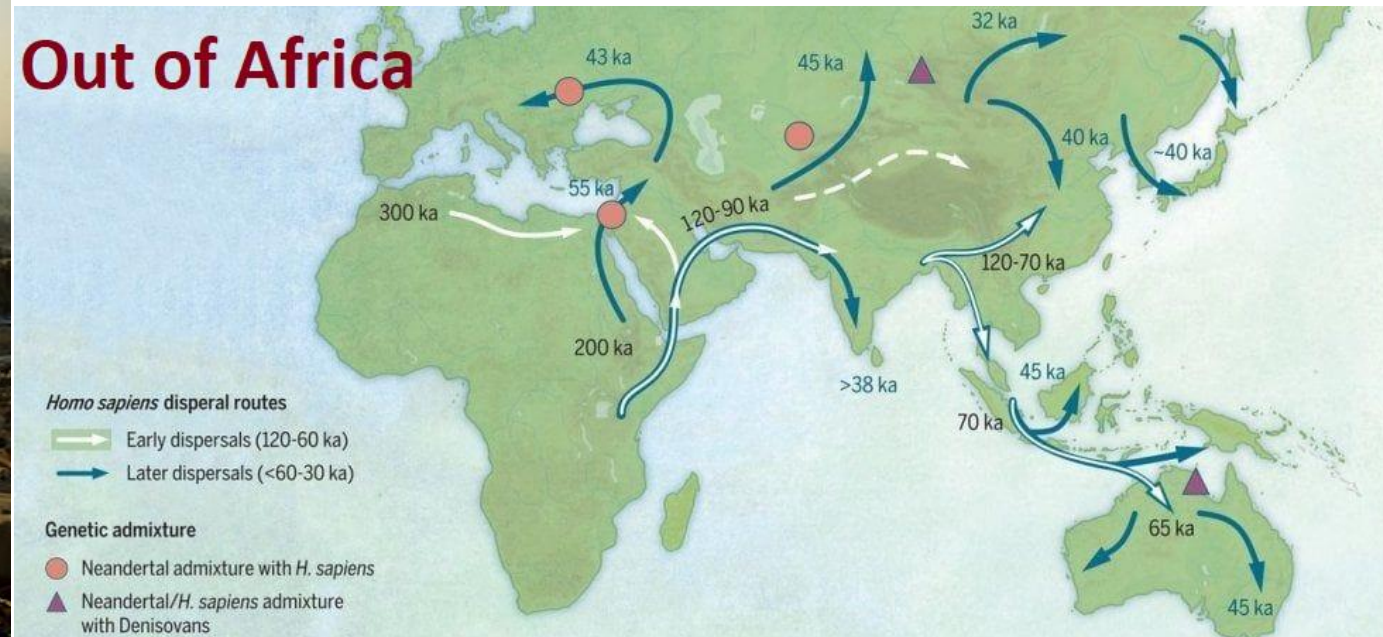 Out of Africa
32 ka
43 ka
45 ka
40 ka
~40 ka
55 ka
120-90 ka
300 ka
120-70 ka
200 ka
>38 ka
45 ka
70 ka
65 ka
45 ka
Homo sapiens disperal routes
Early dispersals (120-60 ka)
Later dispersals (<60-30 ka)
Genetic admixture
Neandertal admixture with H. sapiens
Neandertal/H. sapiens admixture
with Denisovans